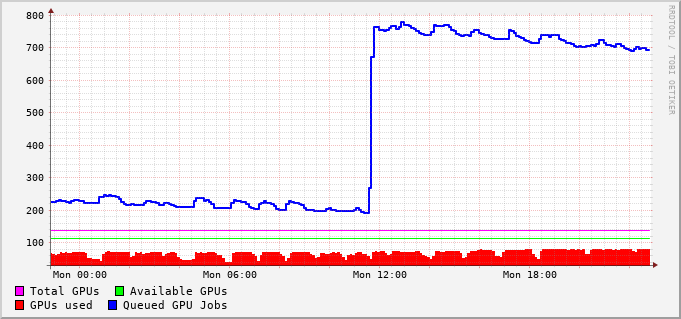 800
700
600
500
400
300
200
100
Mon 00:00 Mon 06:00 Mon 12:00 Mon 18:00
Total GPUs Available GPUs
GPUs used Queued GPU Jobs
RRDTOOL / TOBI OETIKER